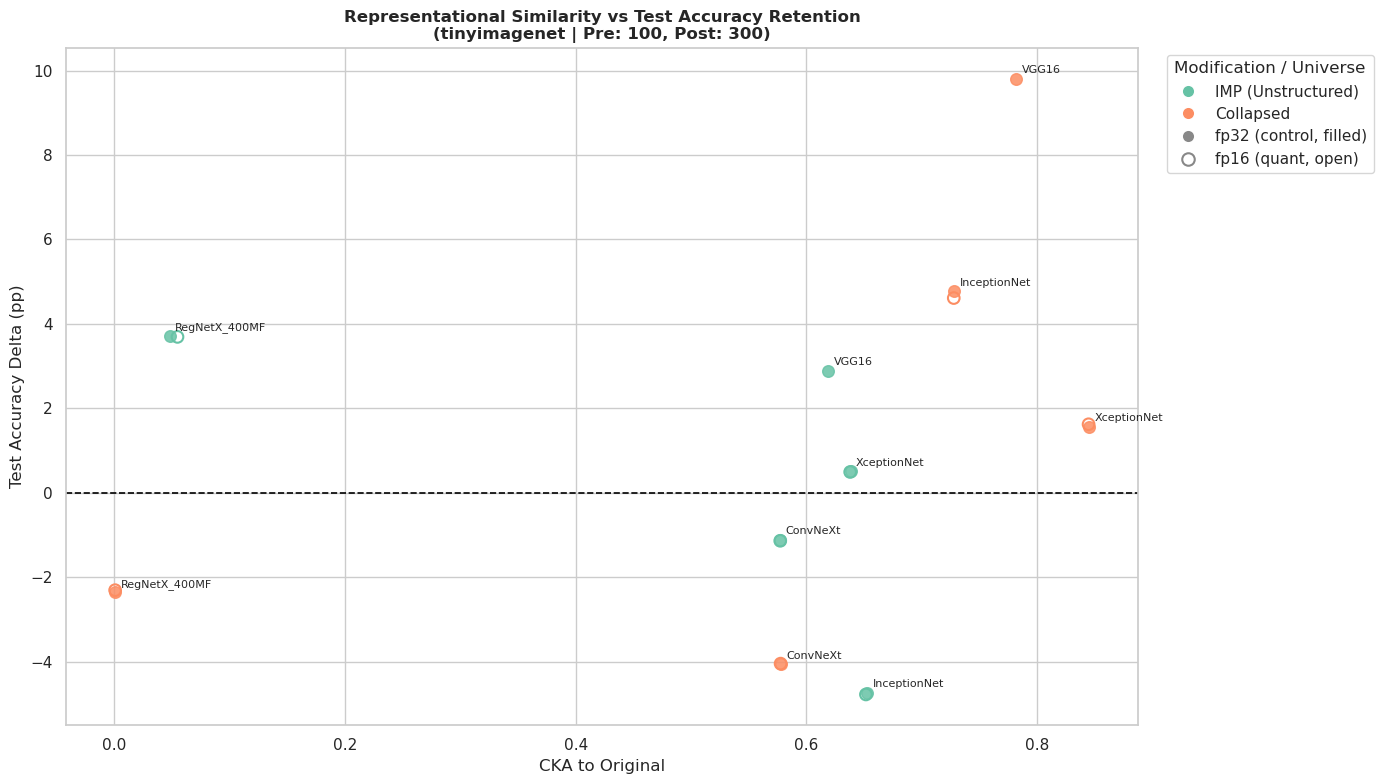 Representational Similarity vs Test Accuracy Retention
(tinyimagenet | Pre: 100, Post: 300)
Modification / Universe
IMP (Unstructured)
Collapsed
fp32 (control, filled)
fp16 (quant, open)
Test Accuracy Delta (pp)
10
8
6
4
2
0
−2
−4
VGG16
InceptionNet
RegNetX_400MF
VGG16
XceptionNet
XceptionNet
ConvNeXt
RegNetX_400MF
ConvNeXt
InceptionNet
0.0
0.2
0.4
0.6
0.8
CKA to Original